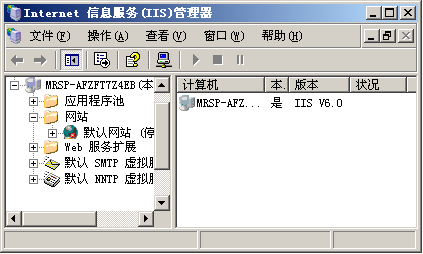 Internet 信息服务(IIS)管理器
文件(F) 操作(A) 查看(V) 窗口(W) 帮助(H)
MRSP-AFZFT7Z4EB(本
应用程序池
网站
默认网站 (停
Web 服务扩展
默认 SMTP 虚拟服
默认 NNTP 虚拟服
计算机 本. 版本 状况
MRSP-AFZ... 是 IIS V6.0